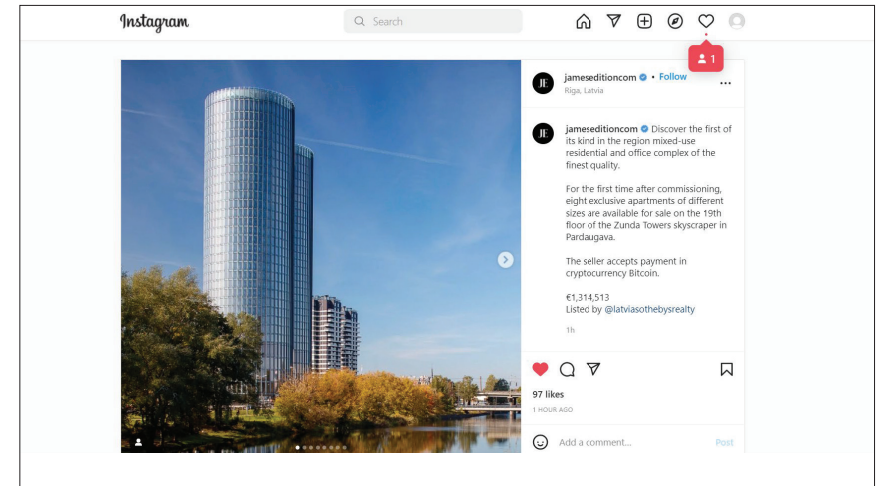 Instagram
Search
1
JE
jameseditioncom • Follow
Riga, Latvia
JE
jameseditioncom Discover the first of
its kind in the region mixed-use
residential and office complex of the
finest quality.
For the first time after commissioning,
eight exclusive apartments of different
sizes are available for sale on the 19th
floor of the Zunda Towers skyscraper in
Pardaugava.
The seller accepts payment in
cryptocurrency Bitcoin.
€1,314,513
Listed by @latviasothebysrealty
1h
97 likes
1 HOUR AGO
Add a comment... Post